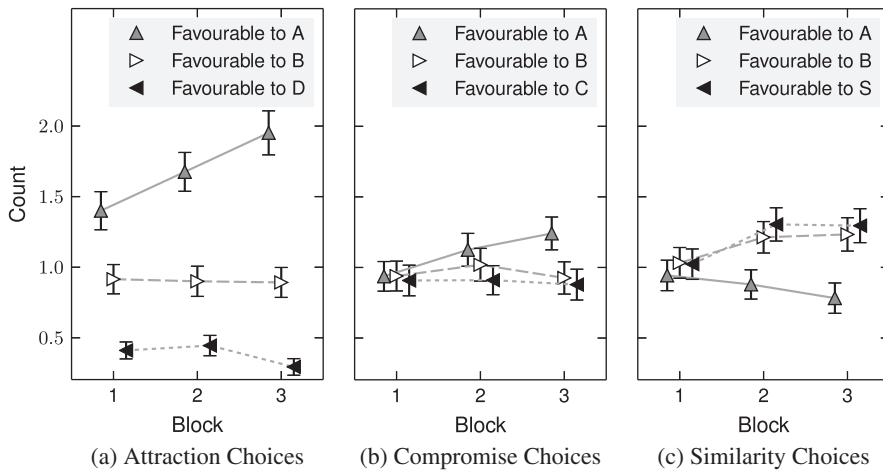 Favourable to A
Favourable to B
Favourable to D
Favourable to A
Favourable to B
Favourable to C
Favourable to A
Favourable to B
Favourable to S
Count
2.0
1.5
1.0
0.5
1 2 3
1 2 3
1 2 3
Block
Block
Block
(a) Attraction Choices
(b) Compromise Choices
(c) Similarity Choices